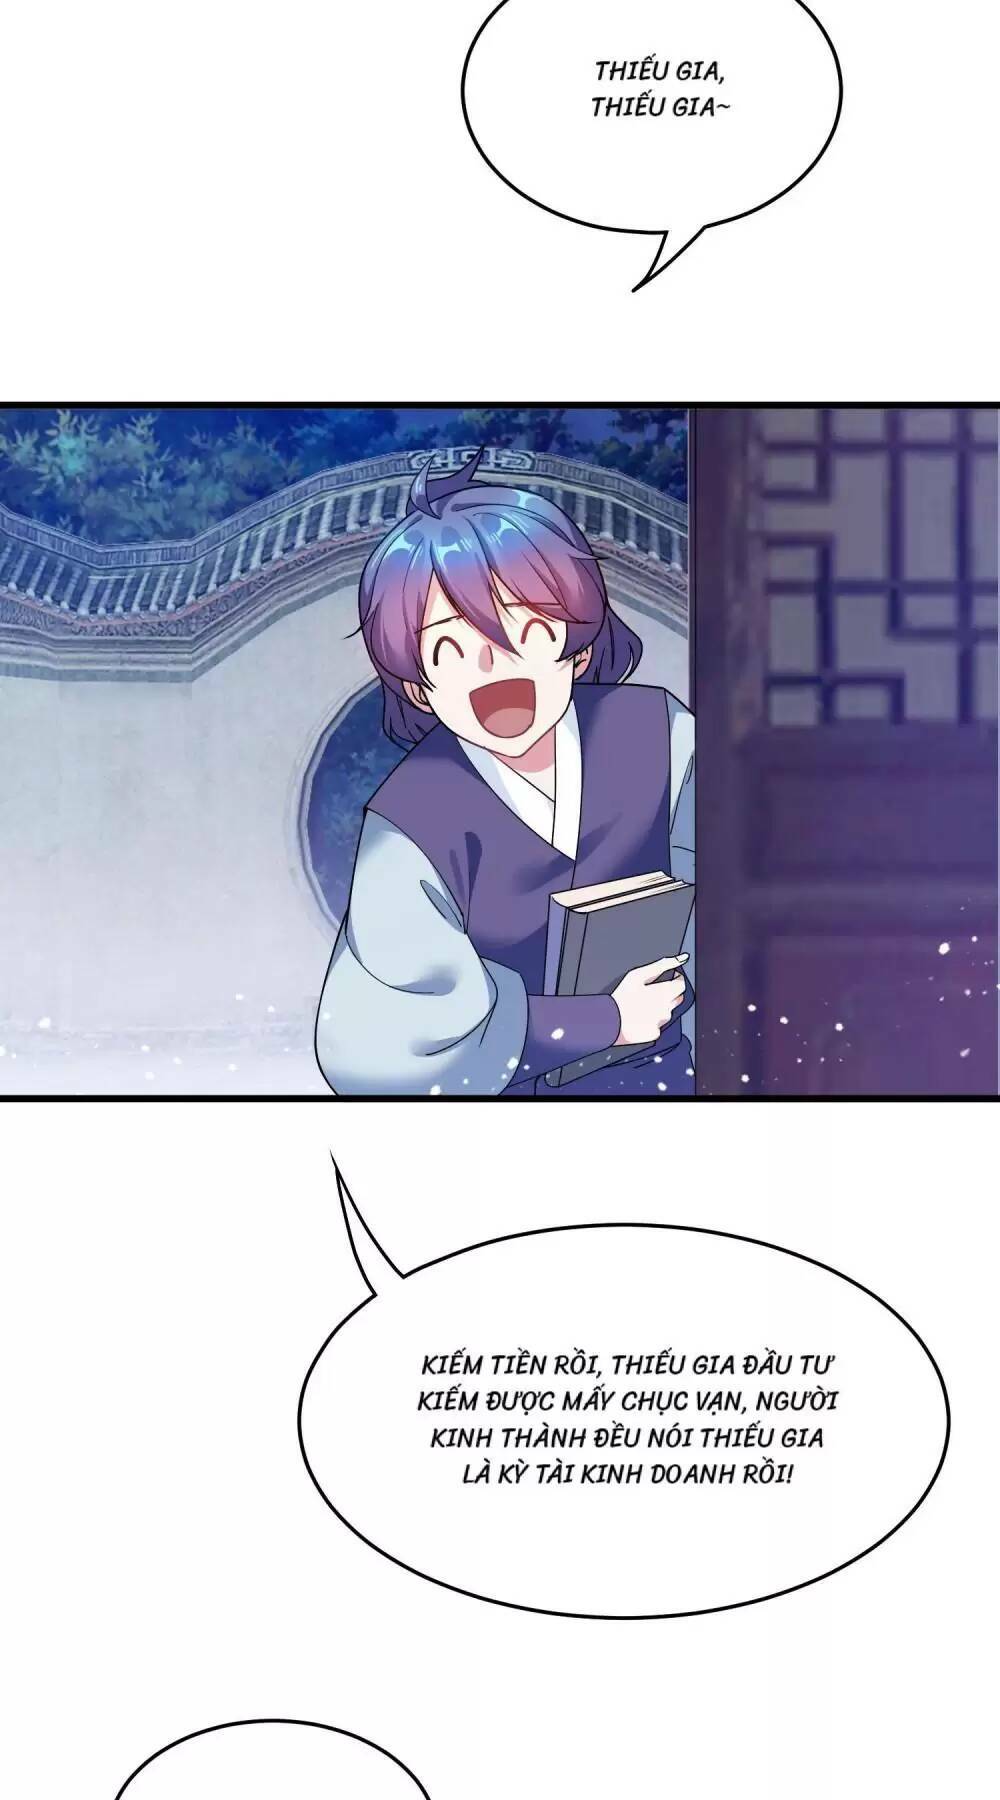 THIẾU GIA,
THIẾU GIA~
KIẾM TIỀN RỒI, THIẾU GIA ĐẦU TƯ
KIẾM ĐƯỢC MẤY CHỤC VẠN, NGƯỜI
KINH THÀNH ĐỀU NÓI THIẾU GIA
LÀ KỲ TÀI KINH DOANH RỒI!